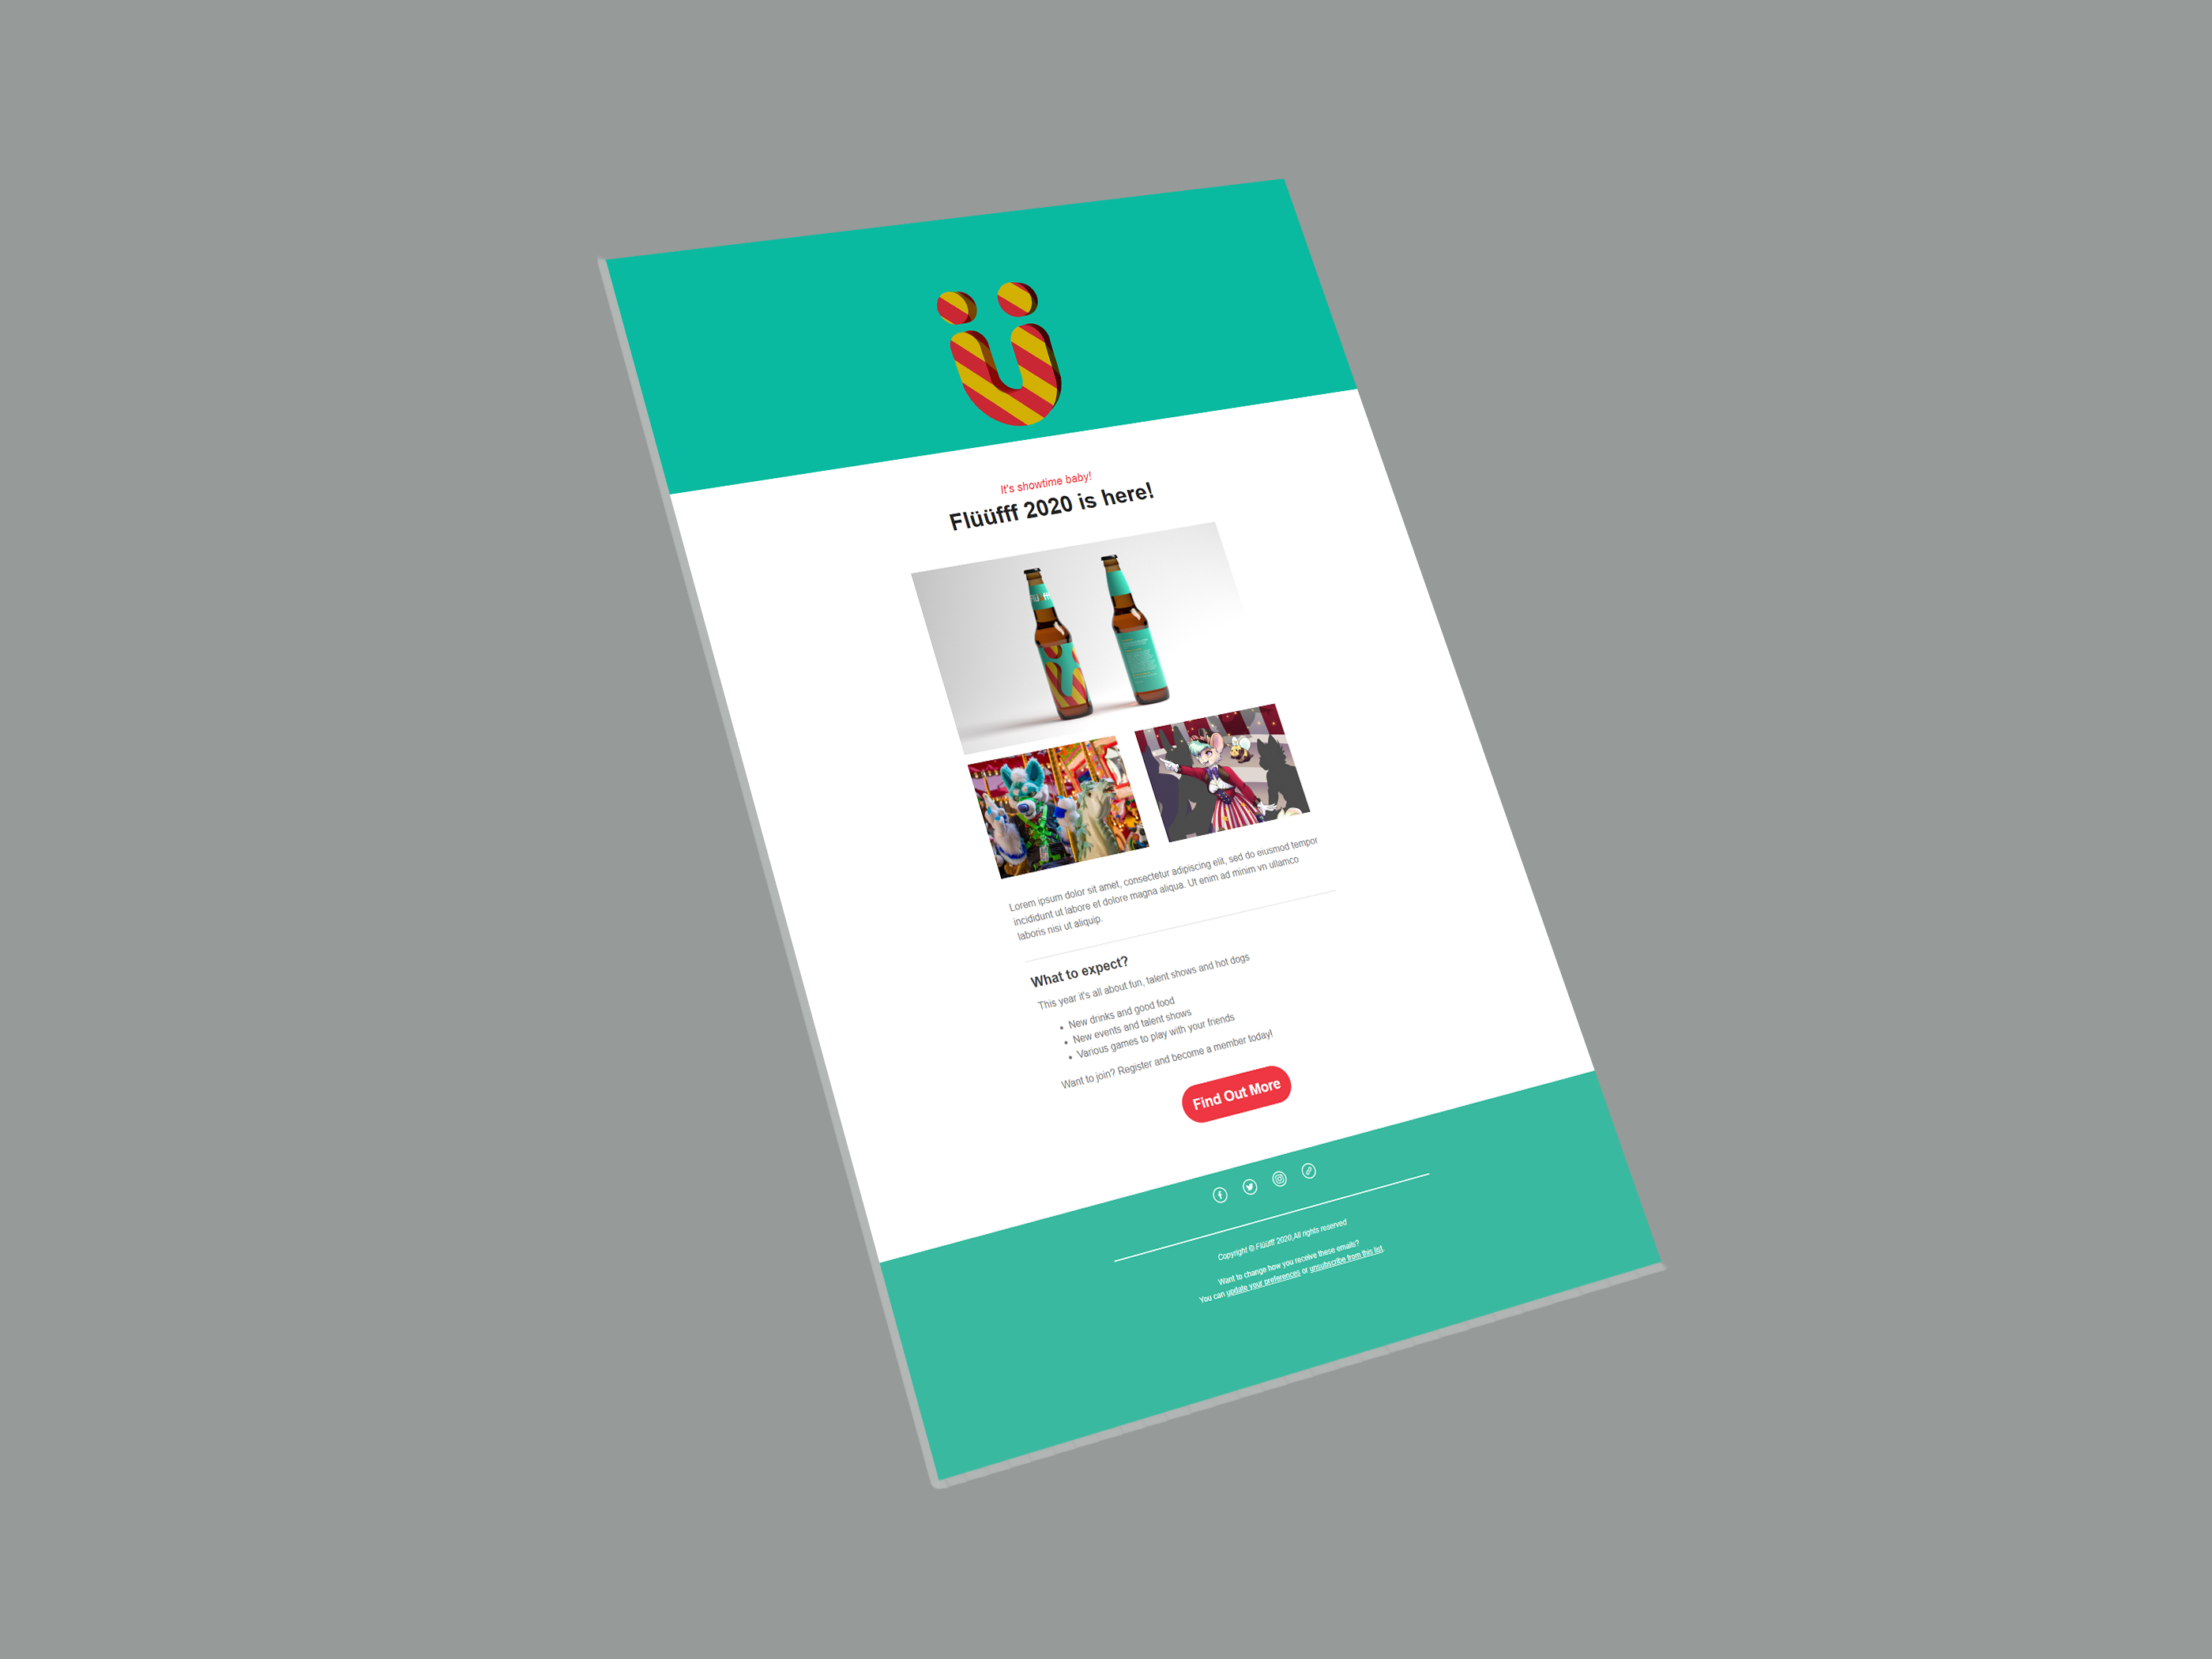 ü
It's showtime baby!
Flüüfff 2020 is here!
Lorem ipsum dolor sit amet, consectetur adipiscing elit, sed do eiusmod tempor
incididunt ut labore et dolore magna aliqua. Ut enim ad minim vn ullamco
laboris nisi ut aliquip.
What to expect?
This year it's all about fun, talent shows and hot dogs
• New drinks and good food
• New events and talent shows
• Various games to play with your friends
Want to join? Register and become a member today!
Find Out More
Copyright © Flüüfff 2020,All rights reserved
Want to change how you receive these emails?
You can update your preferences or unsubscribe from this list.